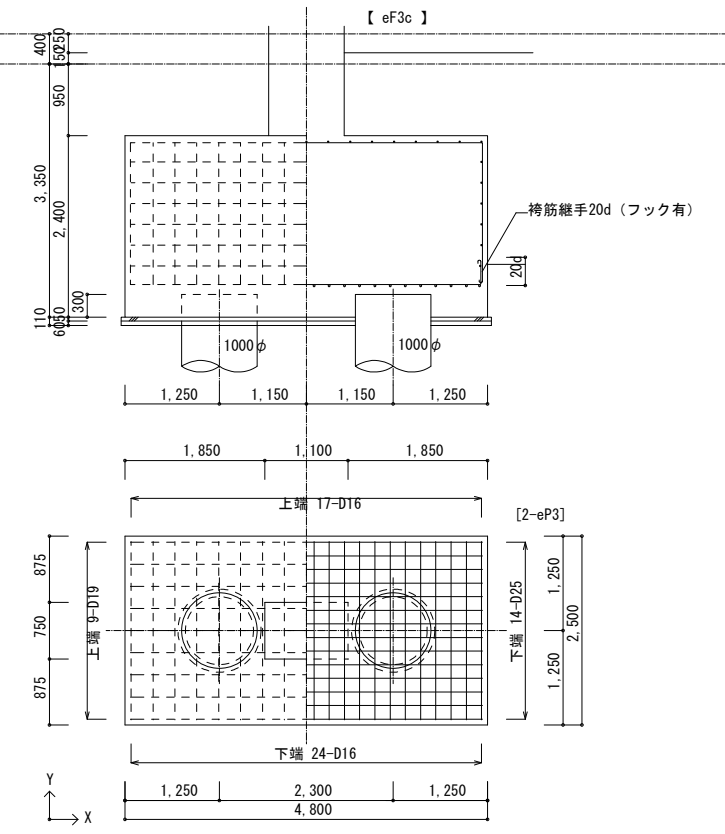 【 eF3c 】
400
250
150
950
3,350
2,400
袴筋継手20d（フック有）
20d
300
110
60
50
1000φ
1000φ
1,250
1,150
1,150
1,250
1,850
1,100
1,850
上端 17-D16
[2-eP3]
875
750
875
上端 9-D19
下端 14-D25
1,250
1,250
2,500
下端 24-D16
Y
X
1,250
2,300
1,250
4,800